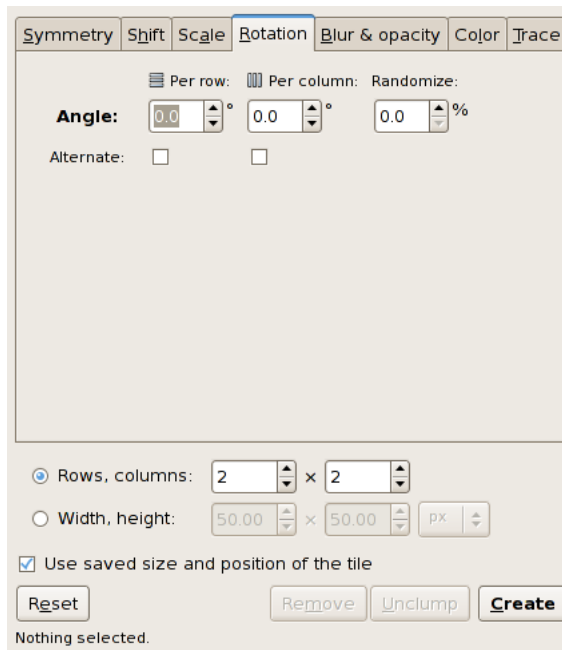 Symmetry Shift Scale Rotation Blur & opacity Color Trace
Per row: Per column: Randomize:
Angle: 0.0 ° 0.0 ° 0.0 %
Alternate:
Rows, columns: 2 × 2
Width, height: 50.00 × 50.00 px
Use saved size and position of the tile
Reset Remove Unclump Create
Nothing selected.